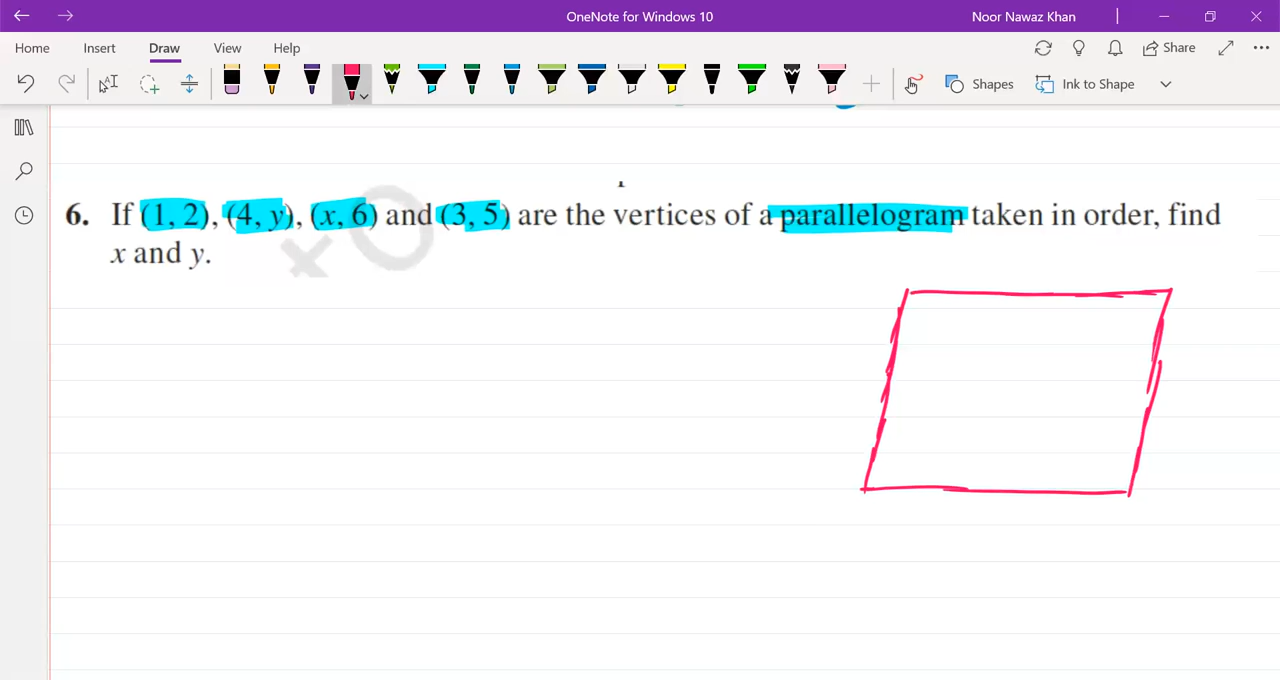 OneNote for Windows 10
Noor Nawaz Khan
Home Insert Draw View Help
Share
Shapes
Ink to Shape
6. If (1, 2), (4, y), (x, 6) and (3, 5) are the vertices of a parallelogram taken in order, find
x and y.